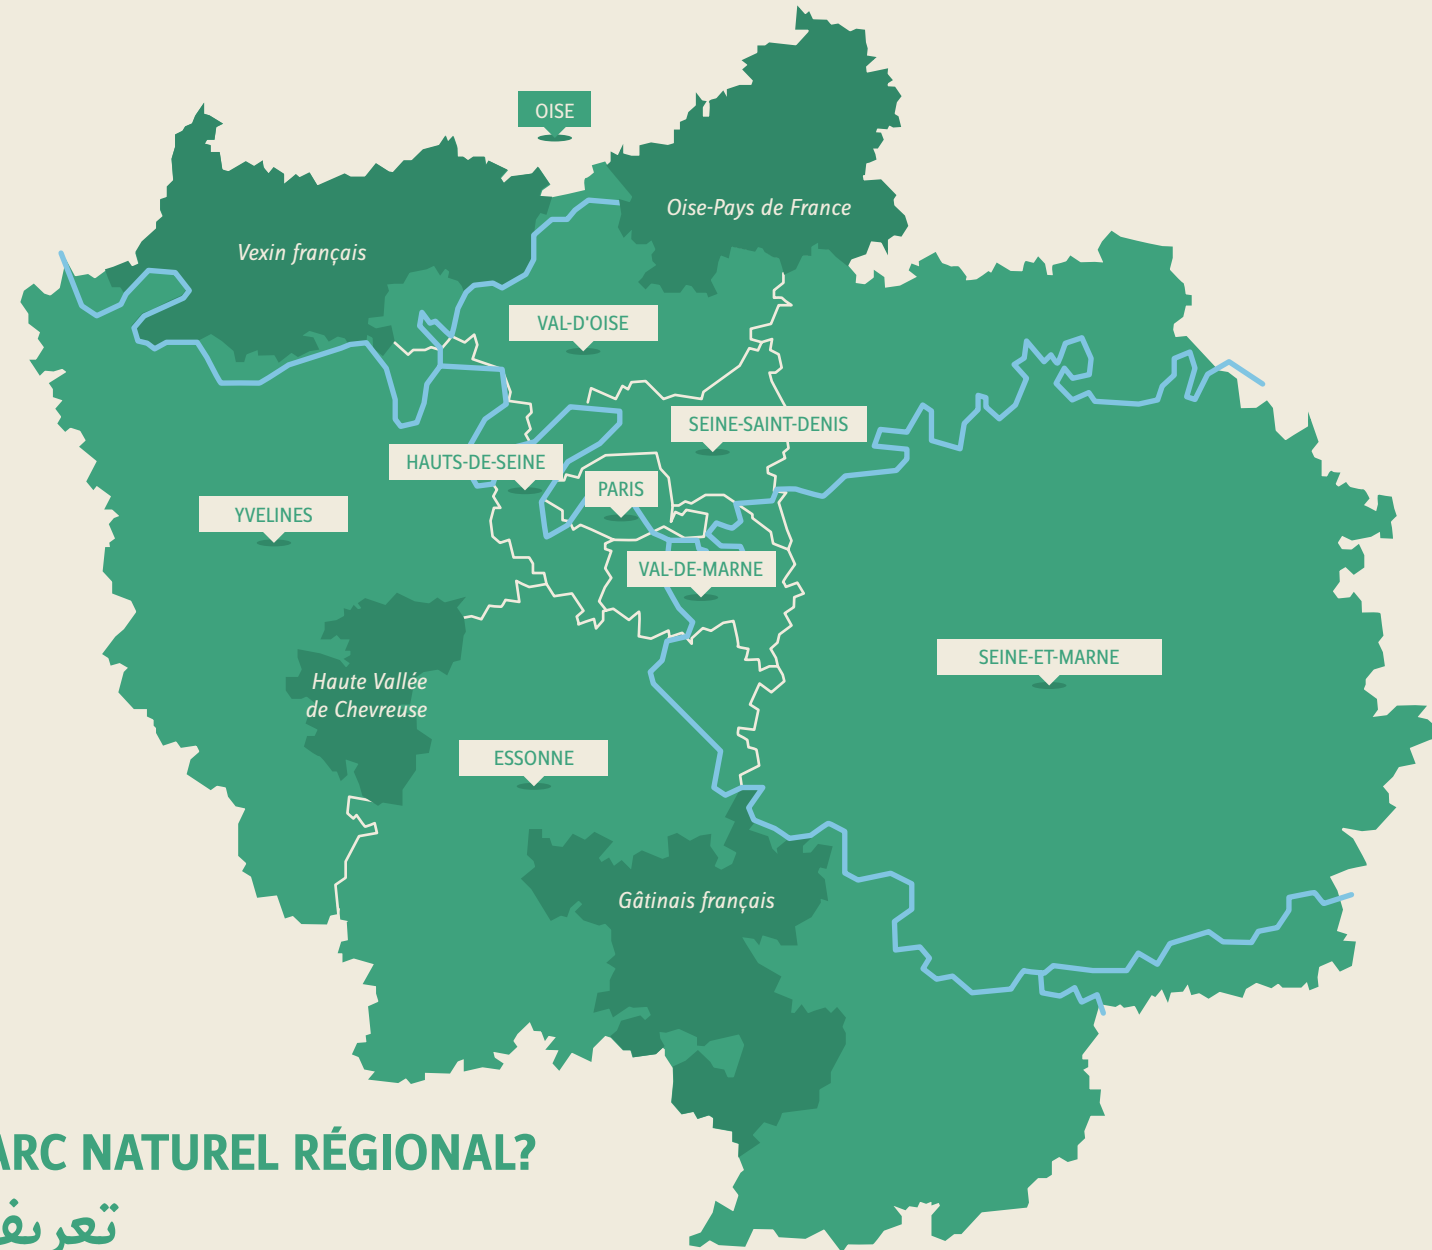 OISE
Oise-Pays de France
Vexin français
VAL-D'OISE
SEINE-SAINT-DENIS
HAUTS-DE-SEINE
PARIS
YVELINES
VAL-DE-MARNE
SEINE-ET-MARNE
Haute Vallée
de Chevreuse
ESSONNE
Gâtinais français
ARC NATUREL RÉGIONAL?